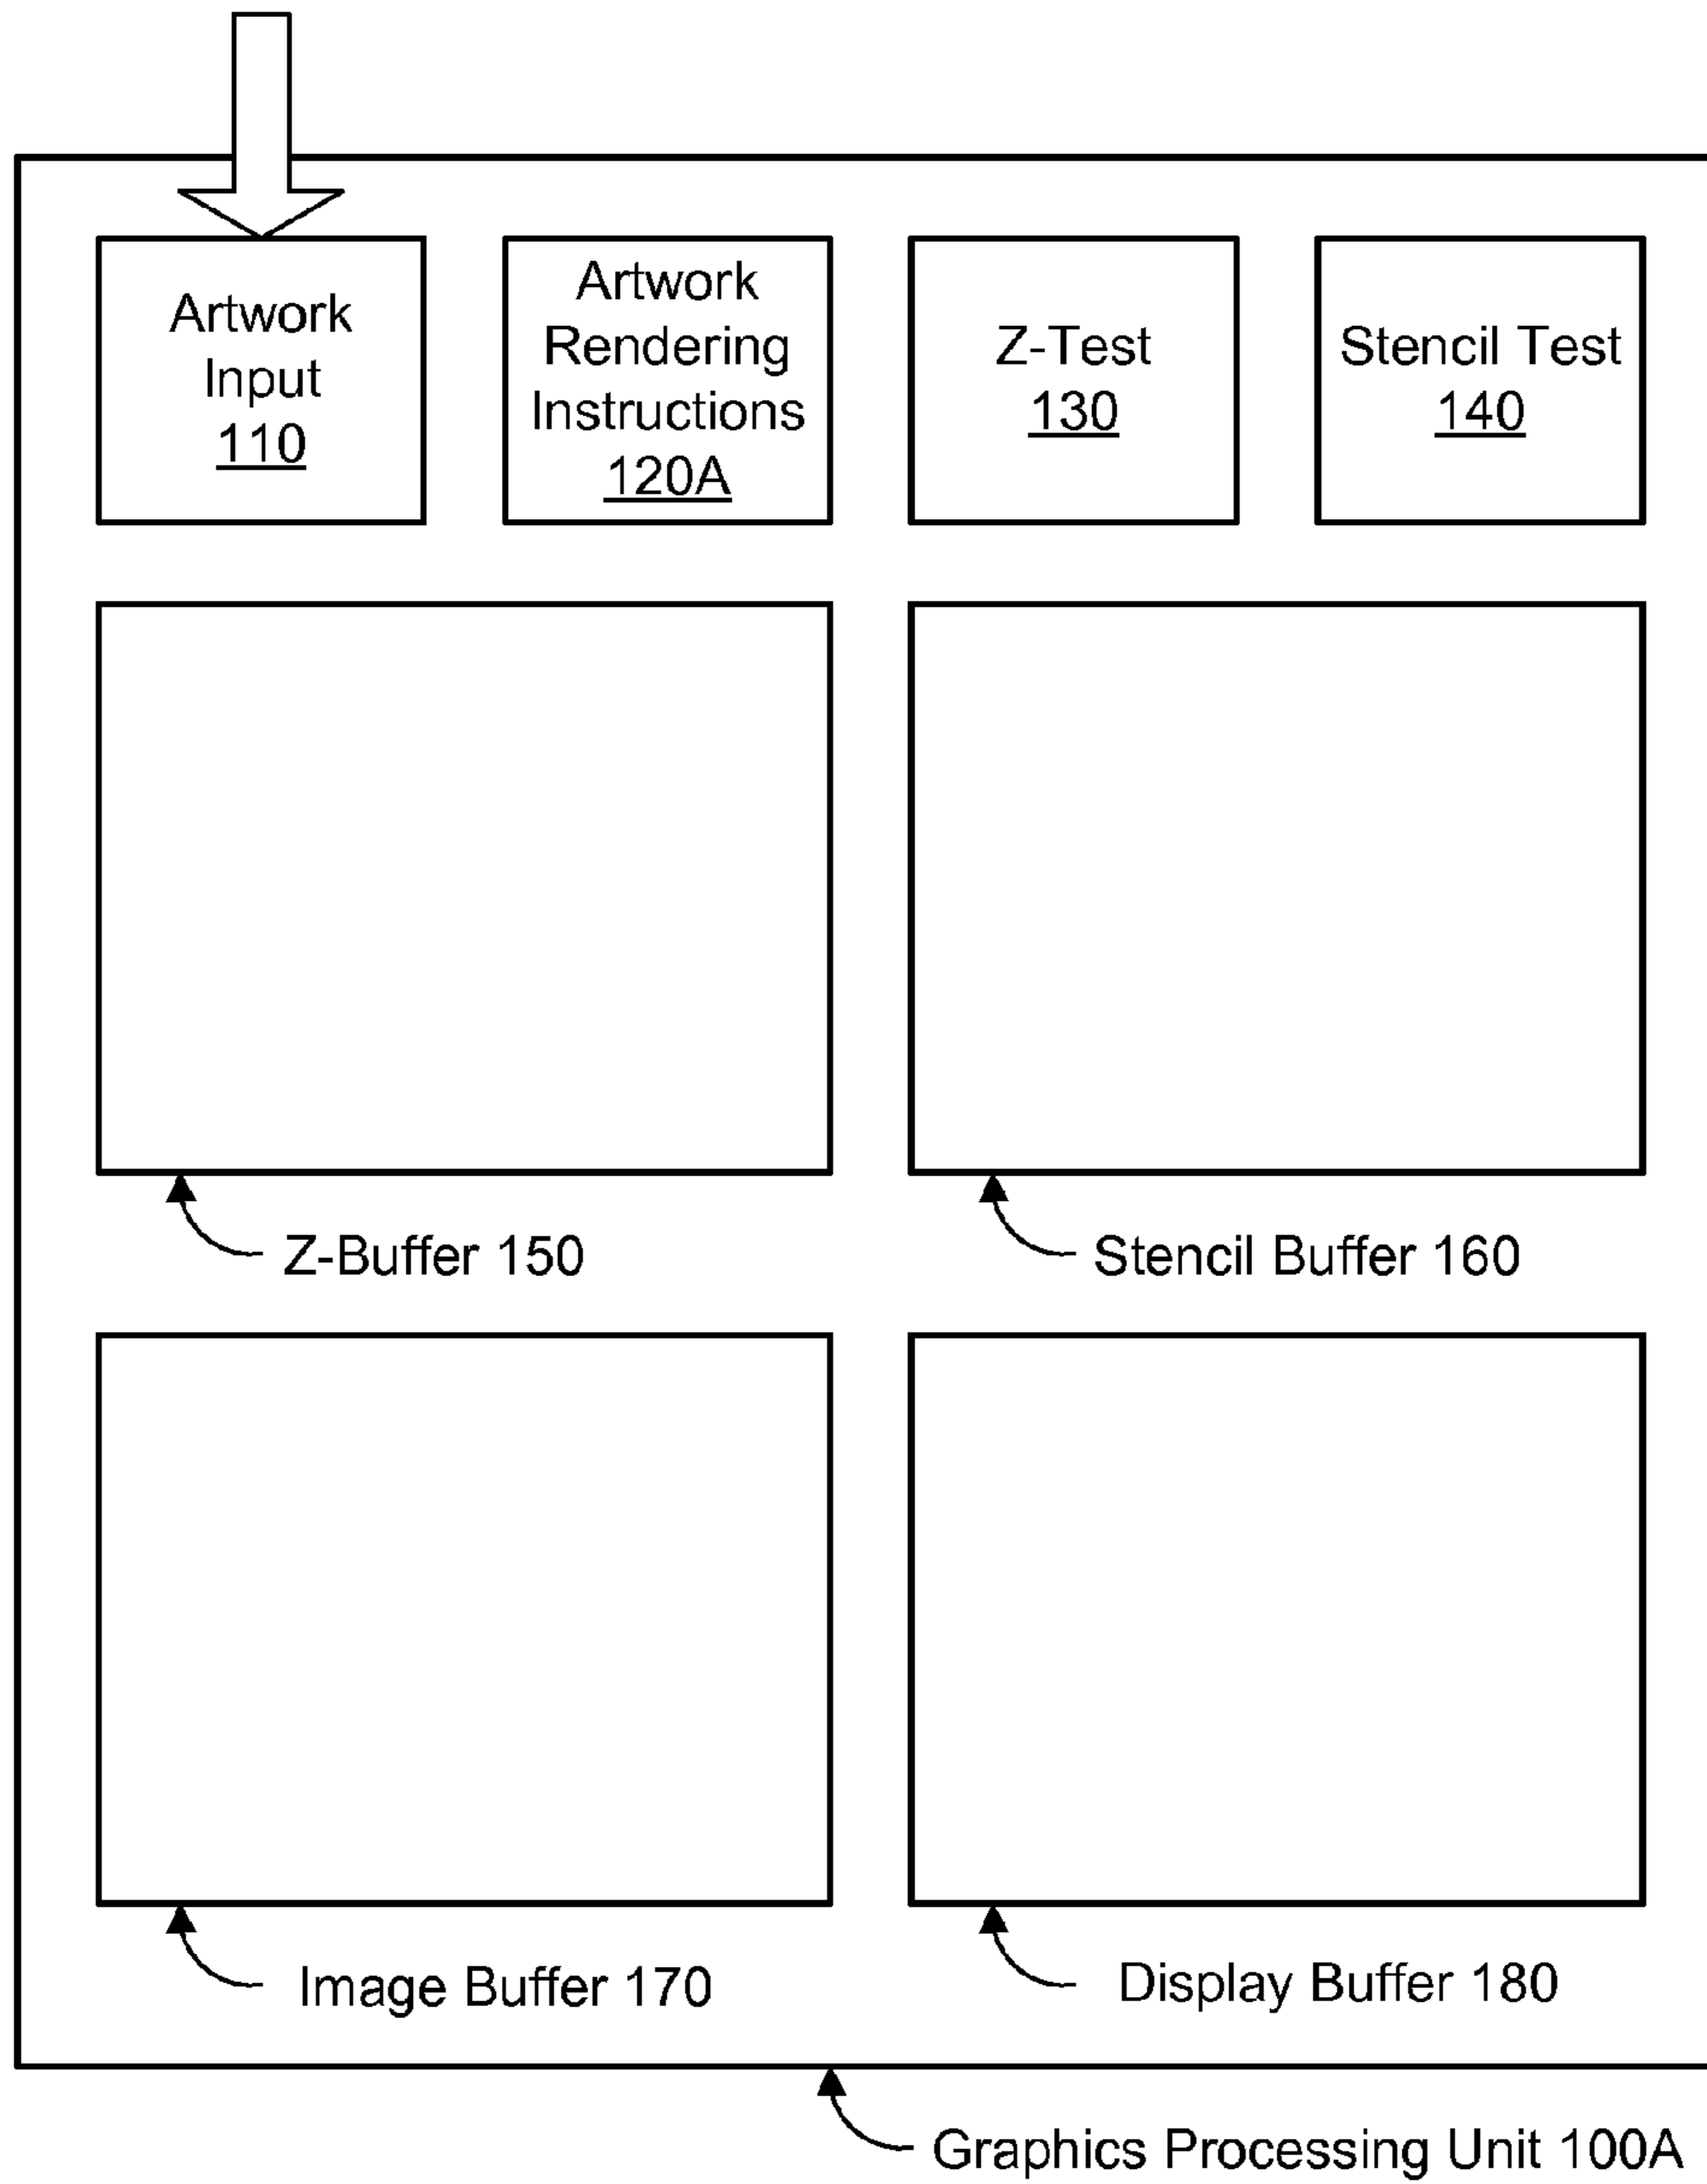 Artwork
Input
110
Artwork
Rendering
Instructions
120A
Z-Test
130
Stencil Test
140
Z-Buffer 150
Stencil Buffer 160
Image Buffer 170
Display Buffer 180
Graphics Processing Unit 100A